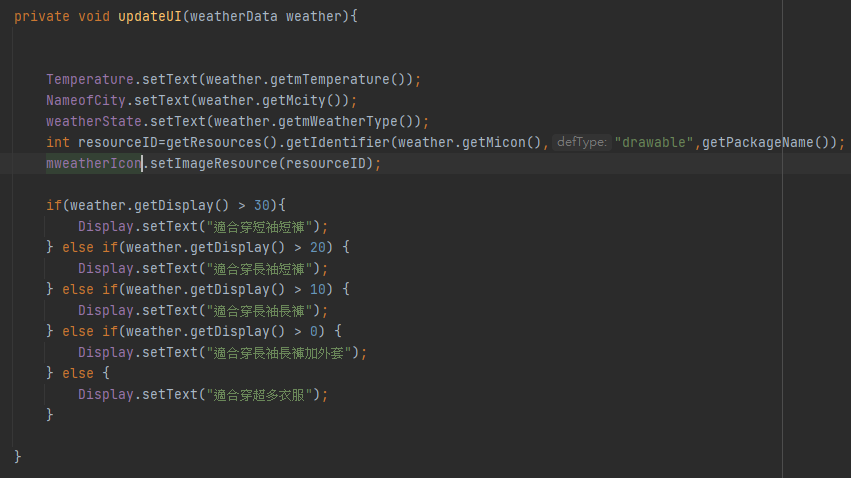 private void updateUI(weatherData weather){
Temperature.setText(weather.getmTemperature());
NameofCity.setText(weather.getMcity());
weatherState.setText(weather.getmWeatherType());
int resourceID=getResources().getIdentifier(weather.getMicon(), defType: "drawable",getPackageName());
mweatherIcon.setImageResource(resourceID);
if(weather.getDisplay() > 30){
Display.setText("適合穿短袖短褲");
} else if(weather.getDisplay() > 20) {
Display.setText("適合穿長袖短褲");
} else if(weather.getDisplay() > 10) {
Display.setText("適合穿長袖長褲");
} else if(weather.getDisplay() > 0) {
Display.setText("適合穿長袖長褲加外套");
} else {
Display.setText("適合穿超多衣服");
}
}